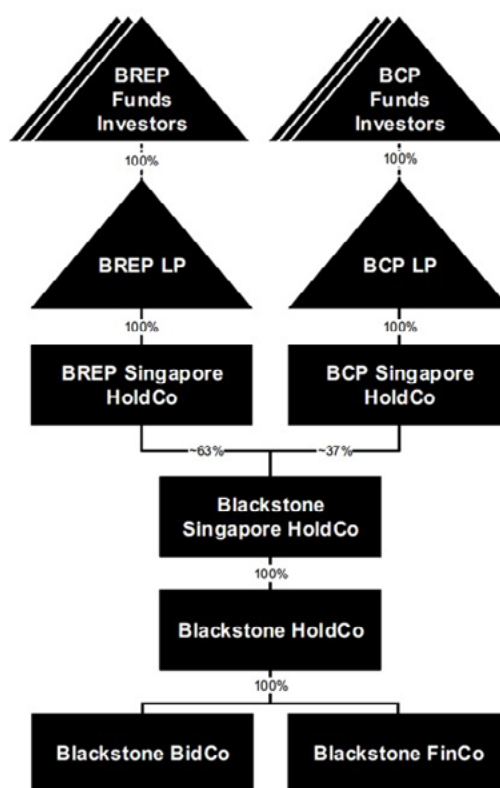 BREP
Funds
Investors
BCP
Funds
Investors
100%
100%
BREP LP
BCP LP
100%
100%
BREP Singapore
HoldCo
BCP Singapore
HoldCo
~63%
~37%
Blackstone
Singapore HoldCo
100%
Blackstone HoldCo
100%
Blackstone BidCo
Blackstone FinCo